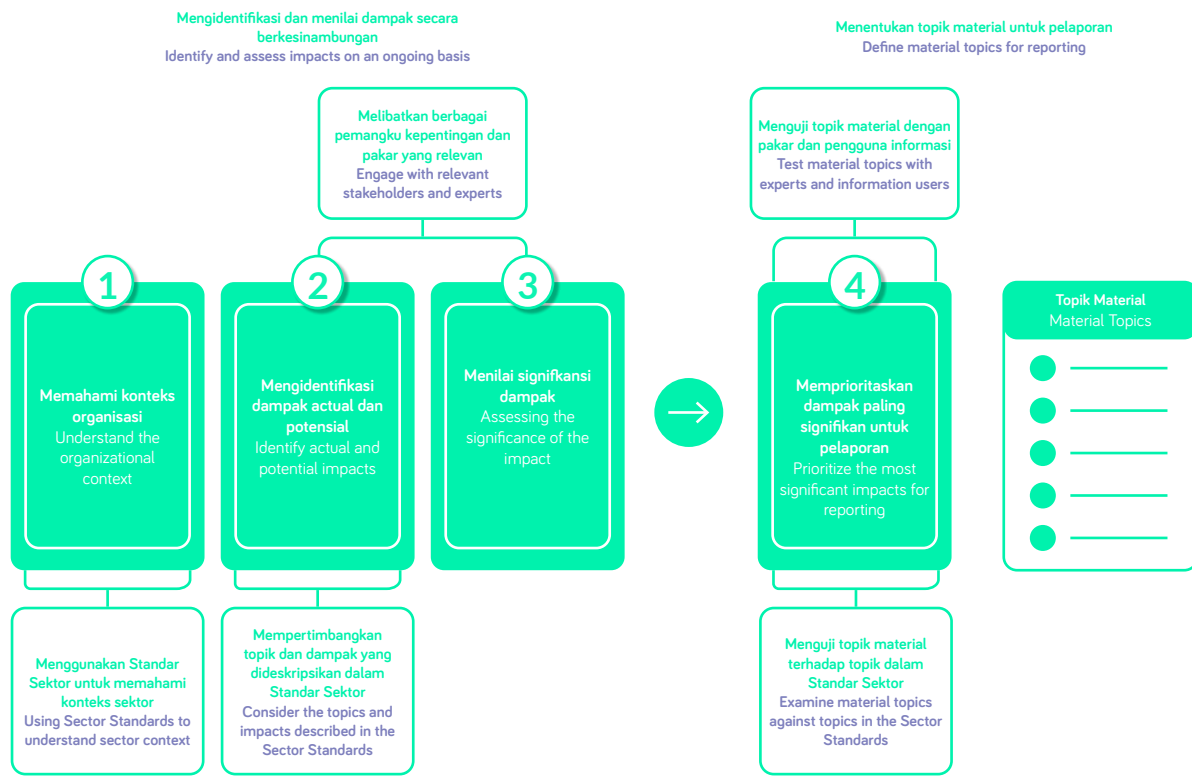 Mengidentifikasi dan menilai dampak secara
berkesinambungan
Identify and assess impacts on an ongoing basis
Menentukan topik material untuk pelaporan
Define material topics for reporting
Melibatkan berbagai
pemangku kepentingan dan
pakar yang relevan
Engage with relevant
stakeholders and experts
Menguji topik material dengan
pakar dan pengguna informasi
Test material topics with
experts and information users
1
Memahami konteks
organisasi
Understand the
organizational
context
2
Mengidentifikasi
dampak actual dan
potensial
Identify actual and
potential impacts
3
Menilai signifkansi
dampak
Assessing the
significance of the
impact
4
Memprioritaskan
dampak paling
signifikan untuk
pelaporan
Prioritize the most
significant impacts for
reporting
Topik Material
Material Topics
Menggunakan Standar
Sektor untuk memahami
konteks sektor
Using Sector Standards to
understand sector context
Mempertimbangkan
topik dan dampak yang
dideskripsikan dalam
Standar Sektor
Consider the topics and
impacts described in the
Sector Standards
Menguji topik material
terhadap topik dalam
Standar Sektor
Examine material topics
against topics in the Sector
Standards